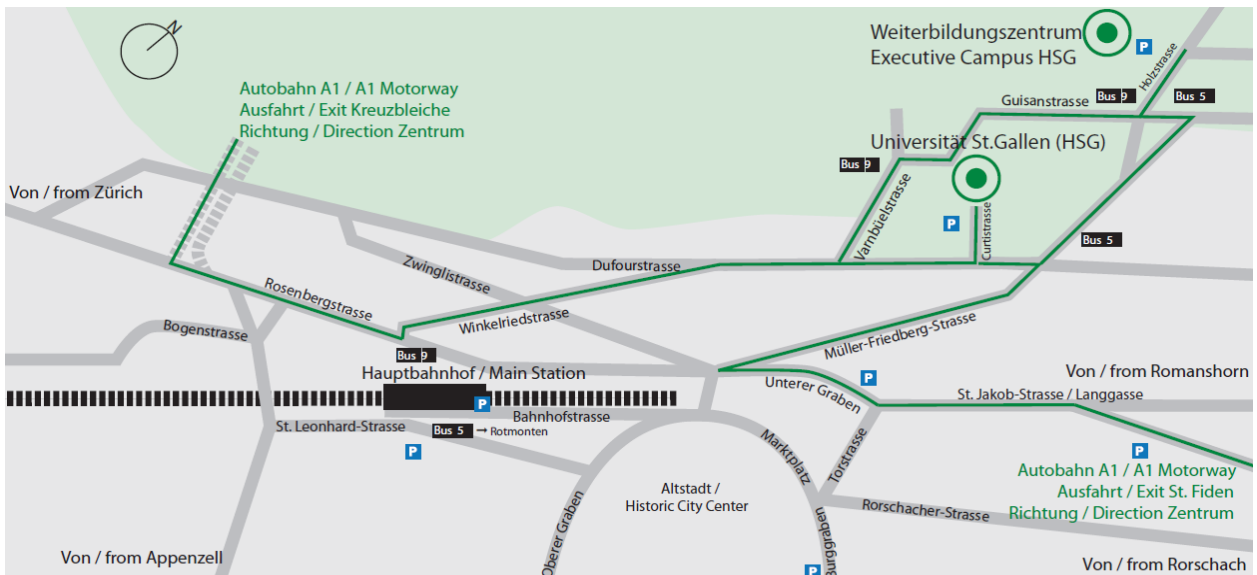 N
Weiterbildungszentrum
Executive Campus HSG
P
Holzstrasse
Autobahn A1 / A1 Motorway
Ausfahrt / Exit Kreuzbleiche
Richtung / Direction Zentrum
Guisanstrasse
Bus 9
Bus 5
Universität St.Gallen (HSG)
Bus 9
Von / from Zürich
Varnbüelstrasse
P
Curtistrasse
Bus 5
Zwinglistrasse
Dufourstrasse
Rosenbergstrasse
Winkelriedstrasse
Bogenstrasse
Müller-Friedberg-Strasse
Bus 9
Hauptbahnhof / Main Station
P
Unterer Graben
P
Von / from Romanshorn
St. Jakob-Strasse / Langgasse
Bahnhofstrasse
St. Leonhard-Strasse
Bus 5 → Rotmonten
P
Marktplatz
Torstrasse
P
Autobahn A1 / A1 Motorway
Ausfahrt / Exit St. Fiden
Richtung / Direction Zentrum
Altstadt /
Historic City Center
Oberer Graben
Burggraben
Rorschacher-Strasse
Von / from Appenzell
P
Von / from Rorschach